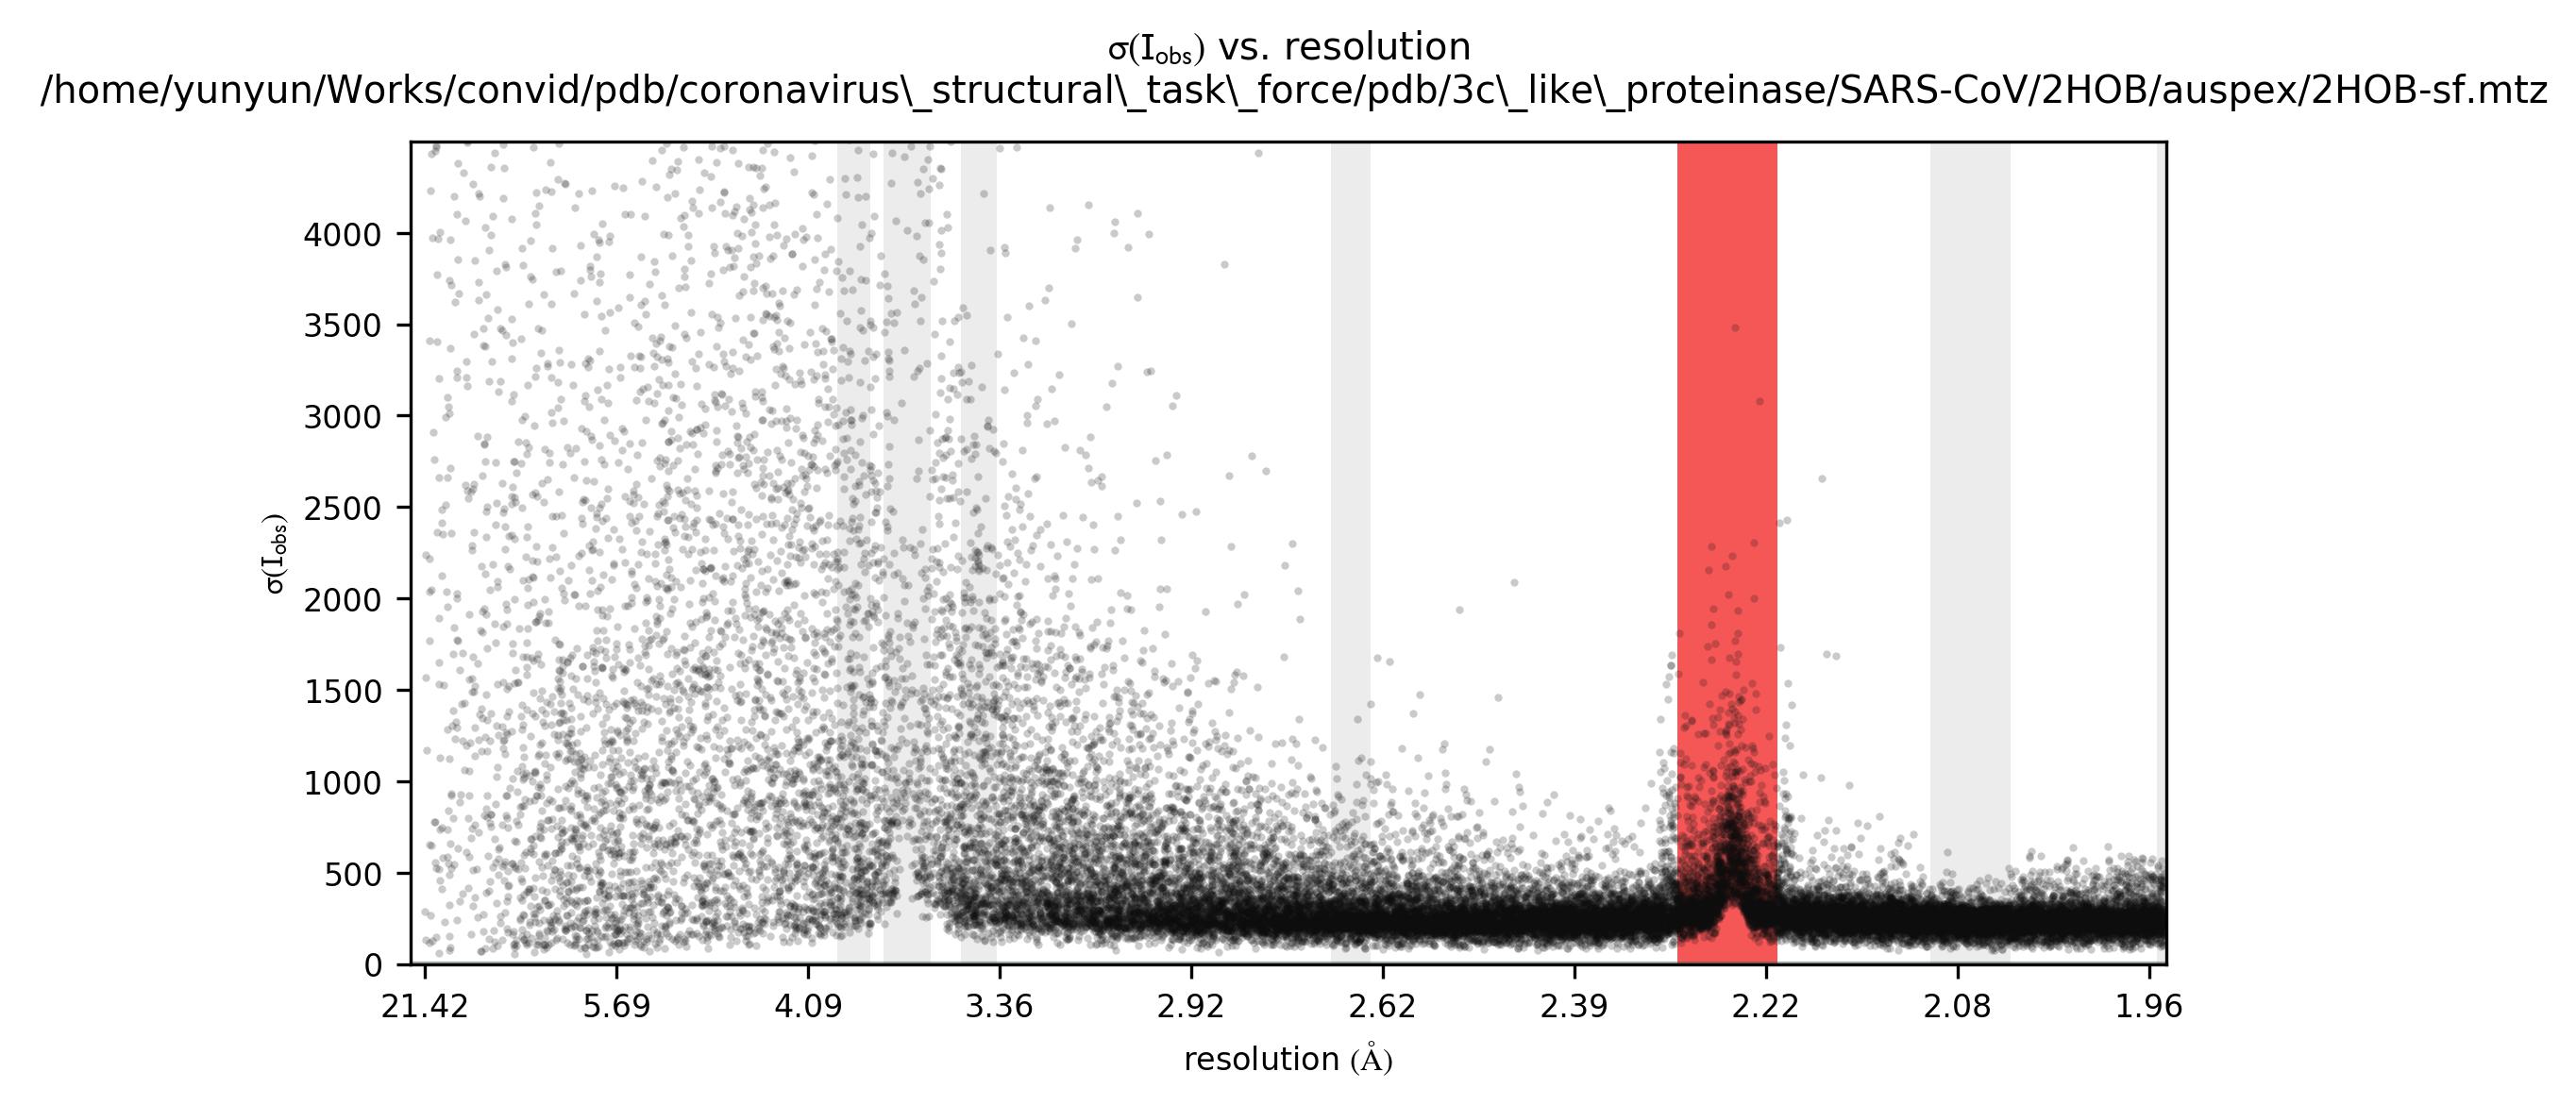 σ(Iobs) vs. resolution
/home/yunyun/Works/convid/pdb/coronavirus\_structural\_task\_force/pdb/3c\_like\_proteinase/SARS-CoV/2HOB/auspex/2HOB-sf.mtz
4000
3500
3000
2500
2000
1500
1000
500
0
σ(Iobs)
21.42 5.69 4.09 3.36 2.92 2.62 2.39 2.22 2.08 1.96
resolution (Å)